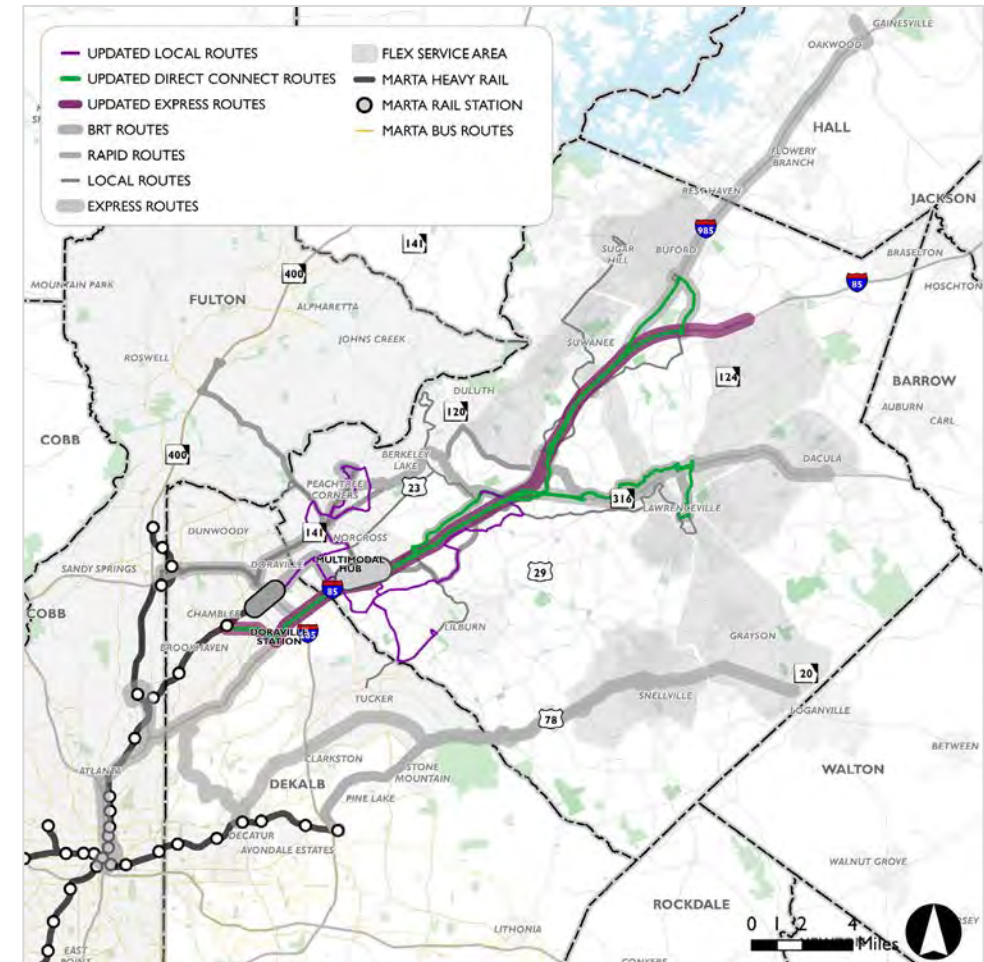 UPDATED LOCAL ROUTES
UPDATED DIRECT CONNECT ROUTES
UPDATED EXPRESS ROUTES
BRT ROUTES
RAPID ROUTES
LOCAL ROUTES
EXPRESS ROUTES
FLEX SERVICE AREA
MARTA HEAVY RAIL
MARTA RAIL STATION
MARTA BUS ROUTES
GAINESVILLE
OAKWOOD
HALL
FLOWERY
BRANCH
REST HAVEN
JACKSON
985
141
SUGAR
HILL
BUFORD
BRASELTON
400
85
HOSCHTON
MOUNTAIN PARK
FULTON
ALPHARETTA
JOHNS CREEK
SUWANEE
ROSWELL
124
DULUTH
BARROW
120
AUBURN
CARL
COBB
400
BERKELEY
LAKE
DACULA
PEACHTREE
CORNERS
23
316
LAWRENCEVILLE
DUNWOODY
141
NORCROSS
SANDY SPRINGS
DORAVILLE
MULTIMODAL
HUB
29
85
COBB
CHAMBLEE
DORAVILLE
STATION
LILBURN
BROOKHAVEN
GRAYSON
20
TUCKER
SNELLVILLE
LOGANVILLE
78
CLARKSTON
BETWEEN
ATLANTA
STONE
MOUNTAIN
WALTON
DEKALB
PINE LAKE
DECATUR
AVONDALE ESTATES
WALNUT GROVE
ROCKDALE
LITHONIA
0 1 2 4
Miles
EAST
POINT
CONYERS